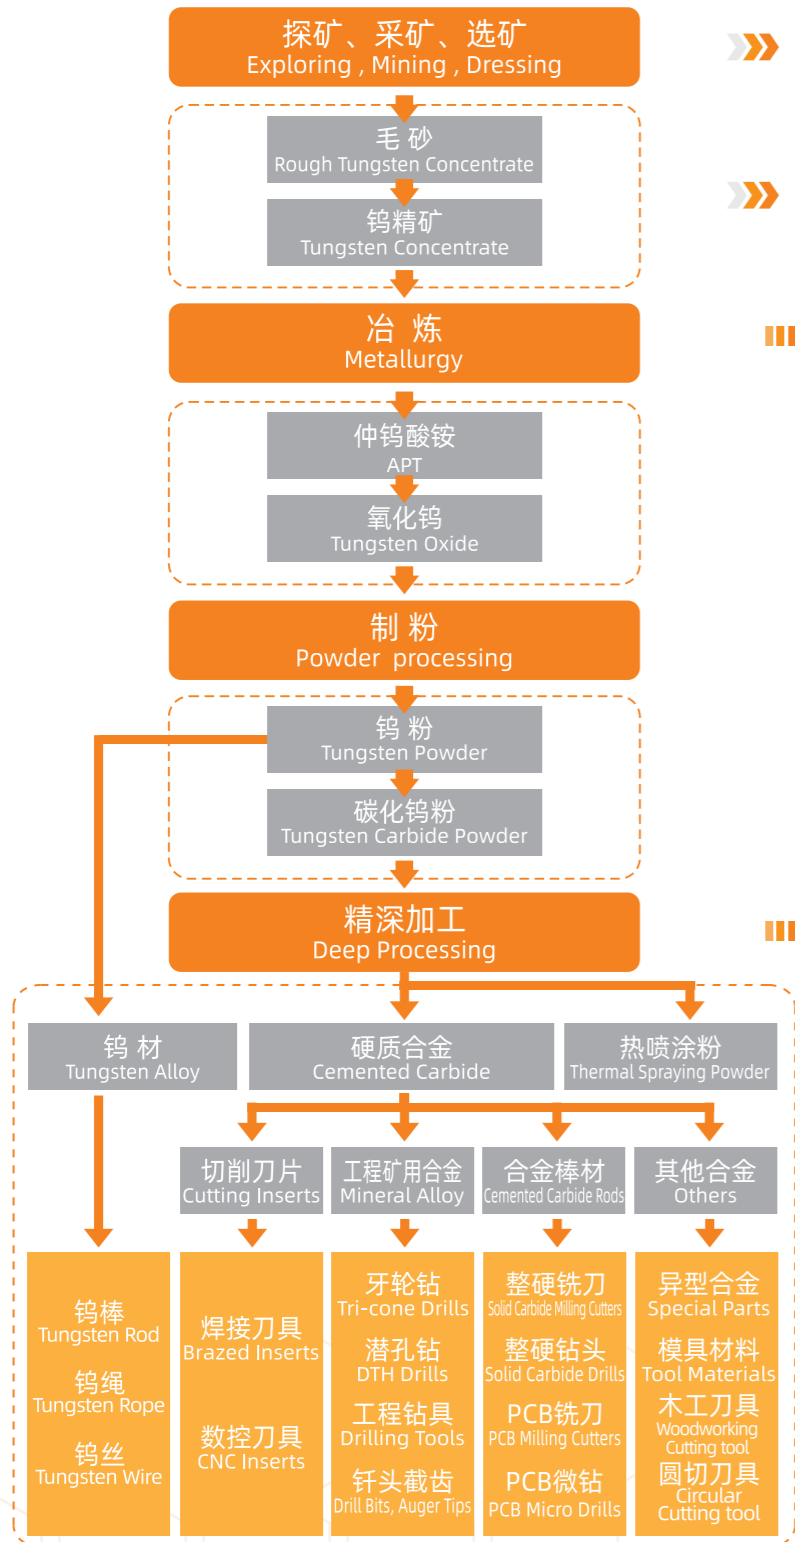 探矿、采矿、选矿
Exploring , Mining , Dressing
毛 砂
Rough Tungsten Concentrate
钨精矿
Tungsten Concentrate
冶 炼
Metallurgy
仲钨酸铵
APT
氧化钨
Tungsten Oxide
制 粉
Powder processing
钨 粉
Tungsten Powder
碳化钨粉
Tungsten Carbide Powder
精深加工
Deep Processing
钨 材
Tungsten Alloy
硬质合金
Cemented Carbide
热喷涂粉
Thermal Spraying Powder
切削刀片
Cutting Inserts
工程矿用合金
Mineral Alloy
合金棒材
Cemented Carbide Rods
其他合金
Others
钨棒
Tungsten Rod
钨绳
Tungsten Rope
钨丝
Tungsten Wire
焊接刀具
Brazed Inserts
数控刀具
CNC Inserts
牙轮钻
Tri-cone Drills
潜孔钻
DTH Drills
工程钻具
Drilling Tools
钎头截齿
Drill Bits, Auger Tips
整硬铣刀
Solid Carbide Milling Cutters
整硬钻头
Solid Carbide Drills
PCB铣刀
PCB Milling Cutters
PCB微钻
PCB Micro Drills
异型合金
Special Parts
模具材料
Tool Materials
木工刀具
Woodworking
Cutting tool
圆切刀具
Circular
Cutting tool